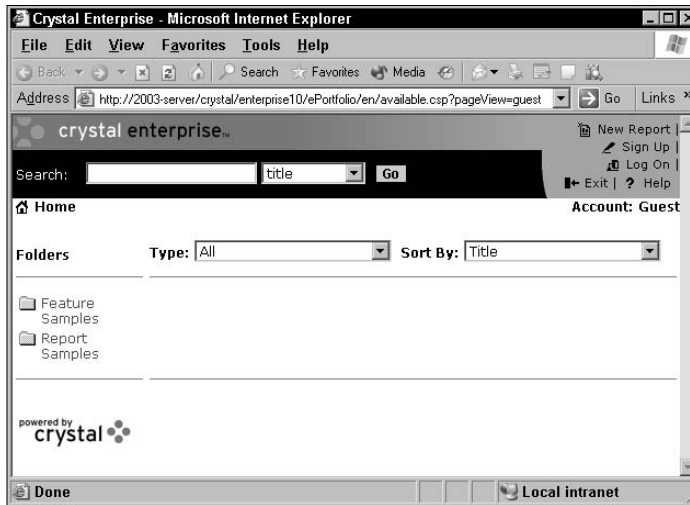 Crystal Enterprise - Microsoft Internet Explorer
File Edit View Favorites Tools Help
Back Search Favorites Media
Address http://2003-server/crystal/enterprise10/ePortfolio/en/available.csp?pageView=guest Go Links »
crystal enterprise™
New Report |
Sign Up |
Log On |
Exit | ? Help
Search: title Go
Home Account: Guest
Folders Type: All Sort By: Title
Feature
Samples
Report
Samples
powered by
crystal
Done Local intranet